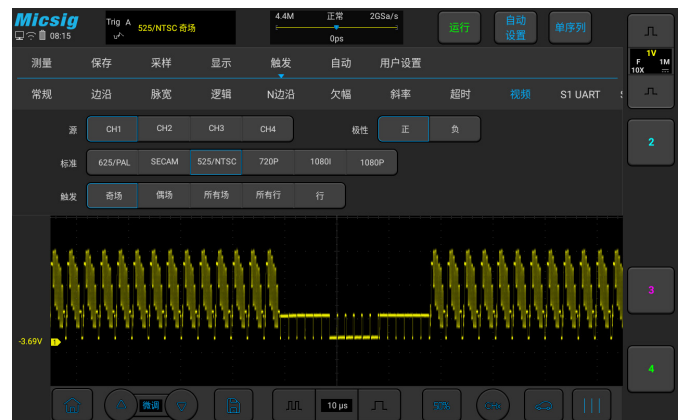 Micsig Trig A 525/NTSC 奇场 4.4M 正常 2GSa/s 运行 自动设置 单序列
08:15 0ps
测量 保存 采样 显示 触发 自动 用户设置
1V
F 1M
10X
常规 边沿 脉宽 逻辑 N边沿 欠幅 斜率 超时 视频 S1 UART
源 CH1 CH2 CH3 CH4 极性 正 负
2
标准 625/PAL SECAM 525/NTSC 720P 1080I 1080P
触发 奇场 偶场 所有场 所有行 行
3
-3.69V 1
4
微调 10 μs